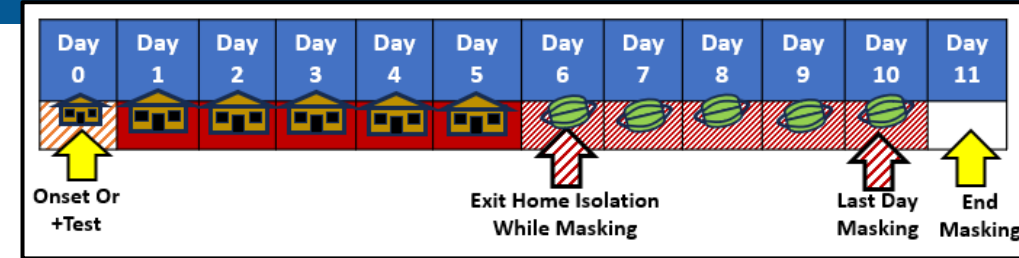 Day 0
Day 1
Day 2
Day 3
Day 4
Day 5
Day 6
Day 7
Day 8
Day 9
Day 10
Day 11
Onset Or
+Test
Exit Home Isolation
While Masking
Last Day
Masking
End
Masking